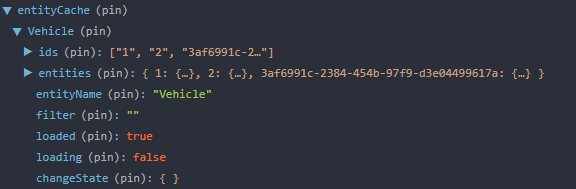 ▼ entityCache (pin)
▼ Vehicle (pin)
▶ ids (pin): ["1", "2", "3af6991c-2…"]
▶ entities (pin): { 1: {…}, 2: {…}, 3af6991c-2384-454b-97f9-d3e04499617a: {…} }
entityName (pin): "Vehicle"
filter (pin): ""
loaded (pin): true
loading (pin): false
changeState (pin): { }